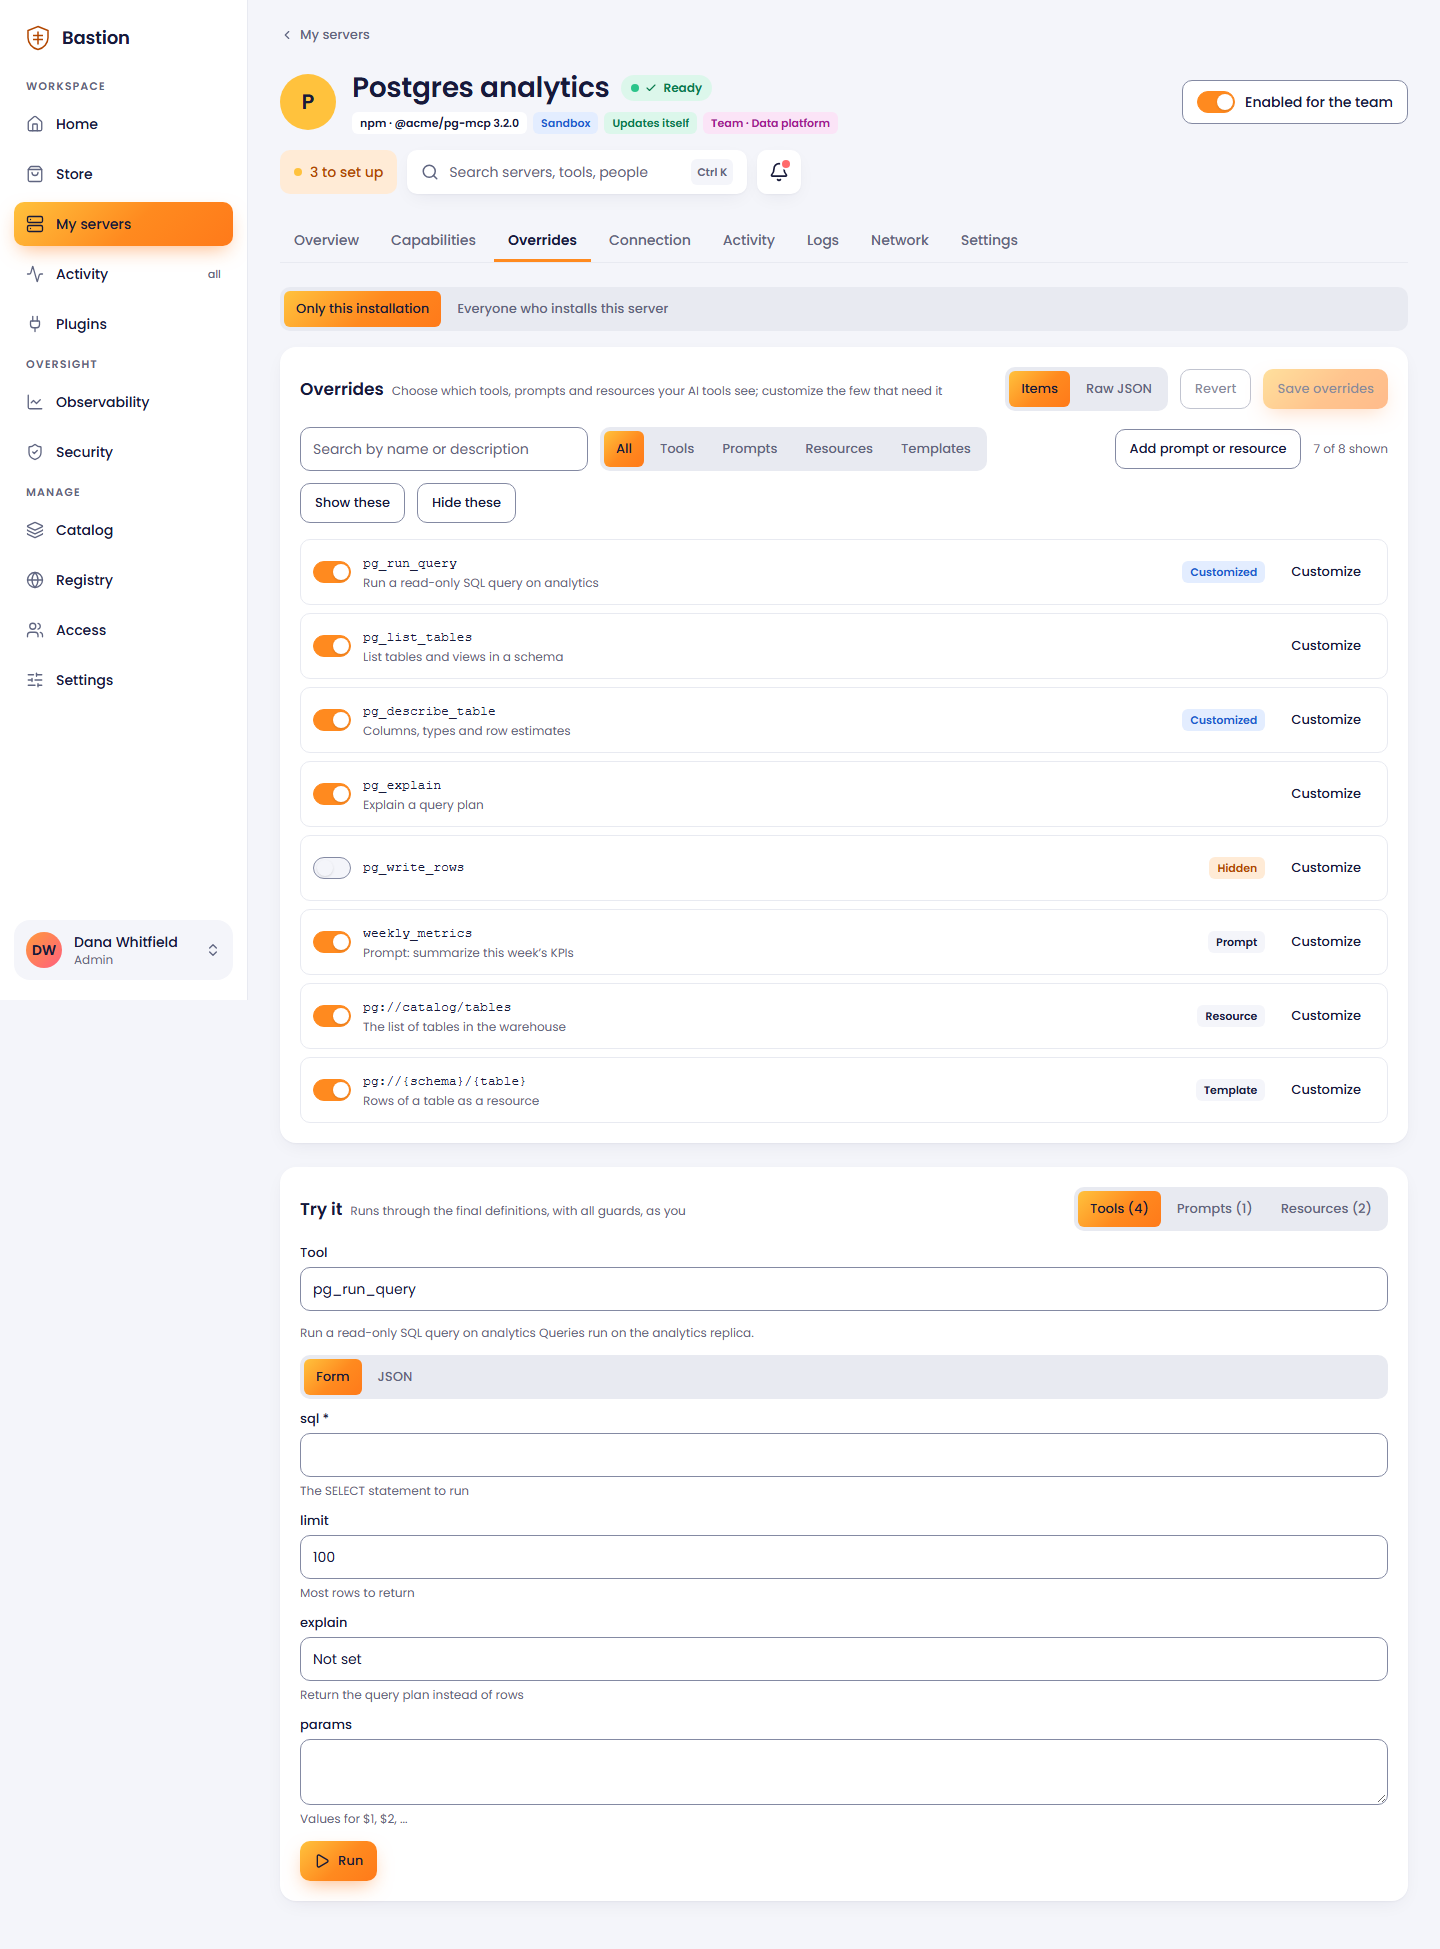 Bastion
WORKSPACE
Home
Store
My servers
Activity all
Plugins
OVERSIGHT
Observability
Security
MANAGE
Catalog
Registry
Access
Settings
DW
Dana Whitfield
Admin
My servers
P
Postgres analytics
Ready
npm · @acme/pg-mcp 3.2.0
Sandbox
Updates itself
Team · Data platform
Enabled for the team
3 to set up
Search servers, tools, people
Ctrl K
Overview
Capabilities
Overrides
Connection
Activity
Logs
Network
Settings
Only this installation
Everyone who installs this server
Overrides Choose which tools, prompts and resources your AI tools see; customize the few that need it
Items
Raw JSON
Revert
Save overrides
Search by name or description
All
Tools
Prompts
Resources
Templates
Add prompt or resource
7 of 8 shown
Show these
Hide these
pg_run_query
Run a read-only SQL query on analytics
Customized
Customize
pg_list_tables
List tables and views in a schema
Customize
pg_describe_table
Columns, types and row estimates
Customized
Customize
pg_explain
Explain a query plan
Customize
pg_write_rows
Hidden
Customize
weekly_metrics
Prompt: summarize this week’s KPIs
Prompt
Customize
pg://catalog/tables
The list of tables in the warehouse
Resource
Customize
pg://{schema}/{table}
Rows of a table as a resource
Template
Customize
Try it Runs through the final definitions, with all guards, as you
Tools (4)
Prompts (1)
Resources (2)
Tool
pg_run_query
Run a read-only SQL query on analytics Queries run on the analytics replica.
Form
JSON
sql *
The SELECT statement to run
limit
100
Most rows to return
explain
Not set
Return the query plan instead of rows
params
Values for $1, $2, …
Run